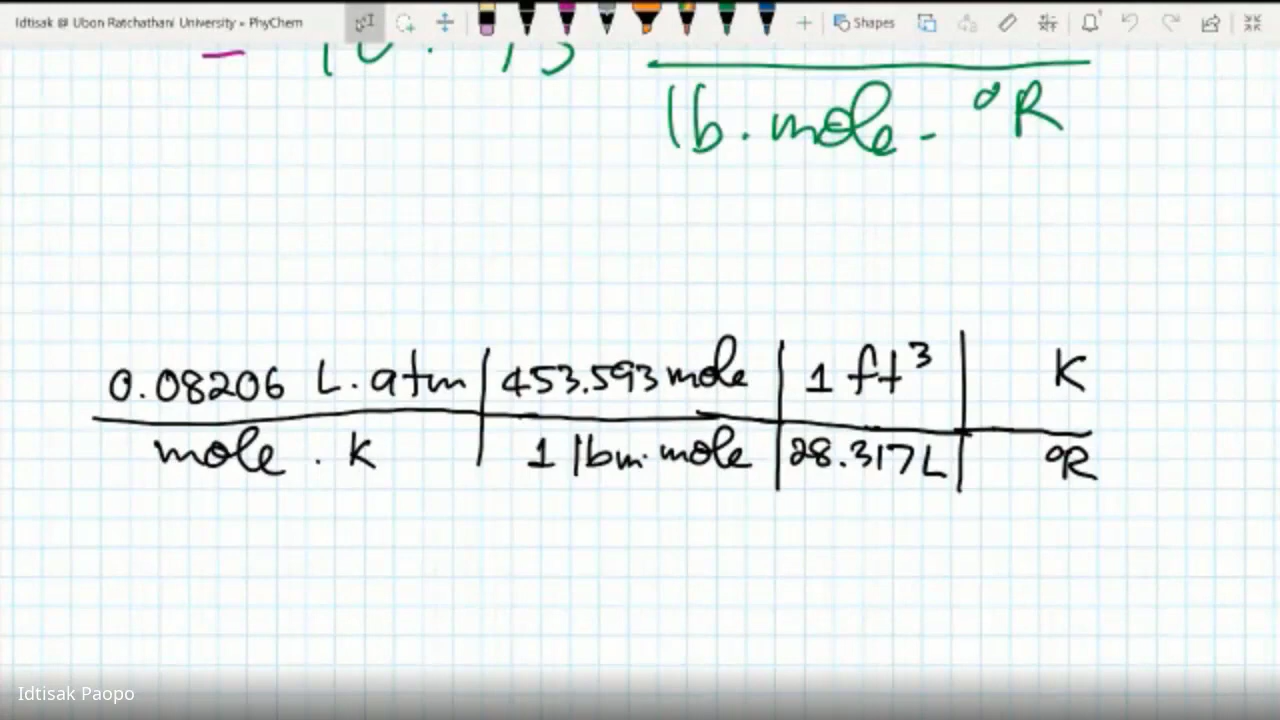 Idtisak @ Ubon Ratchathani University » PhyChem
Shapes
lb. mole - °R
0.08206 L. atm | 453.593 mole | 1 ft³ | K
mole . K | 1 lbm. mole | 28.317 L | °R
Idtisak Paopo